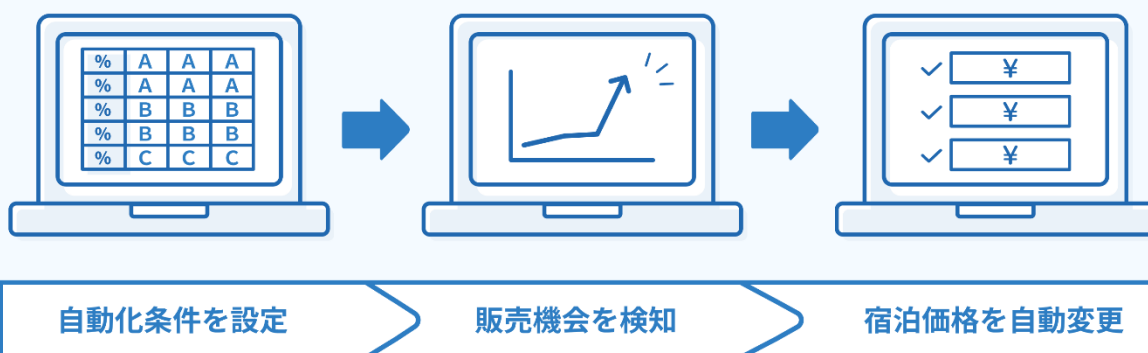 % A A A
% A A A
% B B B
% B B B
% C C C
¥
¥
¥
自動化条件を設定
販売機会を検知
宿泊価格を自動変更